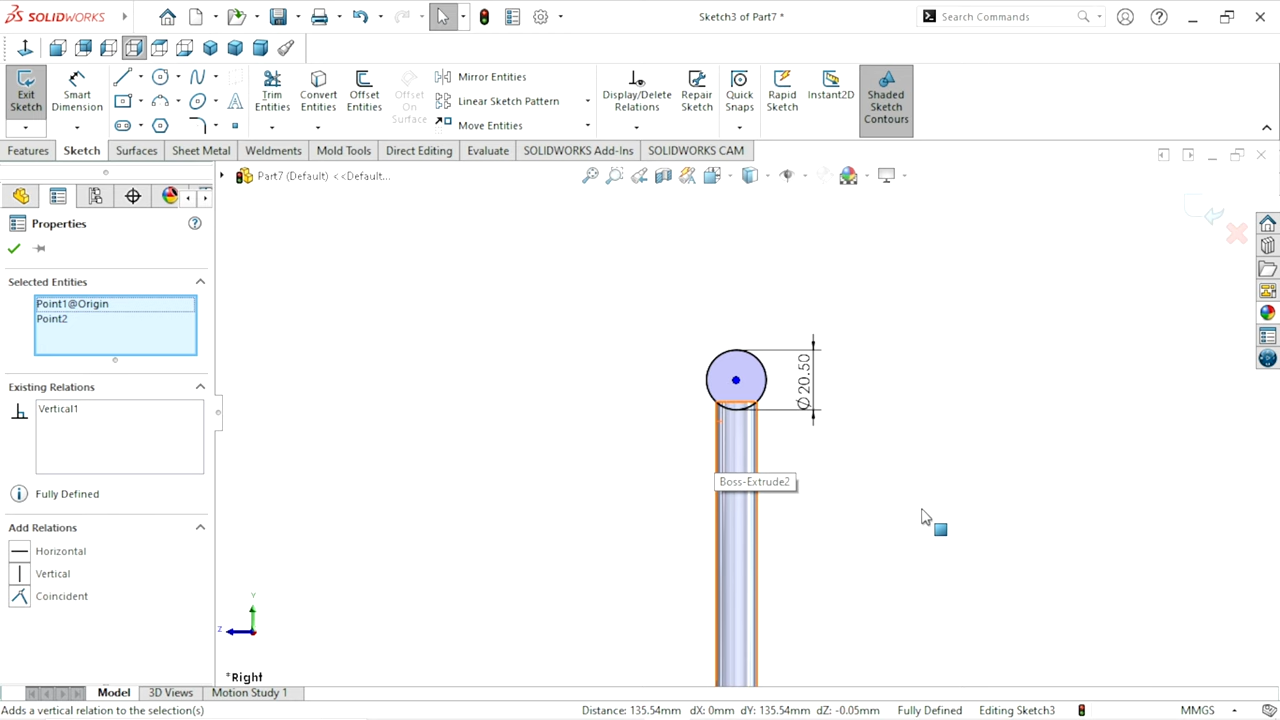 SOLIDWORKS
Sketch3 of Part7 *
Search Commands
Exit Sketch
Smart Dimension
Trim Entities
Convert Entities
Offset Entities
Offset On Surface
Mirror Entities
Linear Sketch Pattern
Move Entities
Display/Delete Relations
Repair Sketch
Quick Snaps
Rapid Sketch
Instant2D
Shaded Sketch Contours
Features
Sketch
Surfaces
Sheet Metal
Weldments
Mold Tools
Direct Editing
Evaluate
SOLIDWORKS Add-Ins
SOLIDWORKS CAM
Part7 (Default) <<Default...
Properties
Selected Entities
Point1@Origin
Point2
Existing Relations
Vertical1
Fully Defined
Add Relations
Horizontal
Vertical
Coincident
Ø20.50
Boss-Extrude2
Y
Z
*Right
Model
3D Views
Motion Study 1
Adds a vertical relation to the selection(s)
Distance: 135.54mm dX: 0mm dY: 135.54mm dZ: -0.05mm
Fully Defined
Editing Sketch3
MMGS